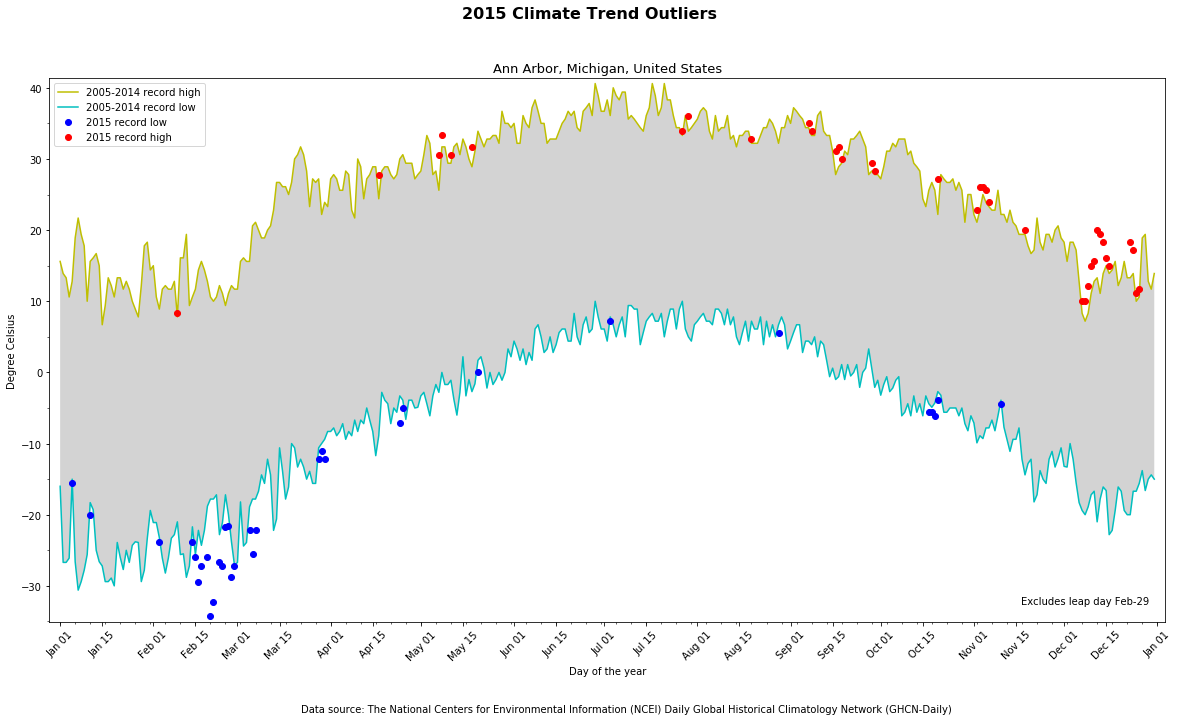 2015 Climate Trend Outliers
Ann Arbor, Michigan, United States
2005-2014 record high
2005-2014 record low
2015 record low
2015 record high
Degree Celsius
40
30
20
10
0
−10
−20
−30
Excludes leap day Feb-29
Jan 01 Jan 15 Feb 01 Feb 15 Mar 01 Mar 15 Apr 01 Apr 15 May 01 May 15 Jun 01 Jun 15 Jul 01 Jul 15 Aug 01 Aug 15 Sep 01 Sep 15 Oct 01 Oct 15 Nov 01 Nov 15 Dec 01 Dec 15 Jan 01
Day of the year
Data source: The National Centers for Environmental Information (NCEI) Daily Global Historical Climatology Network (GHCN-Daily)